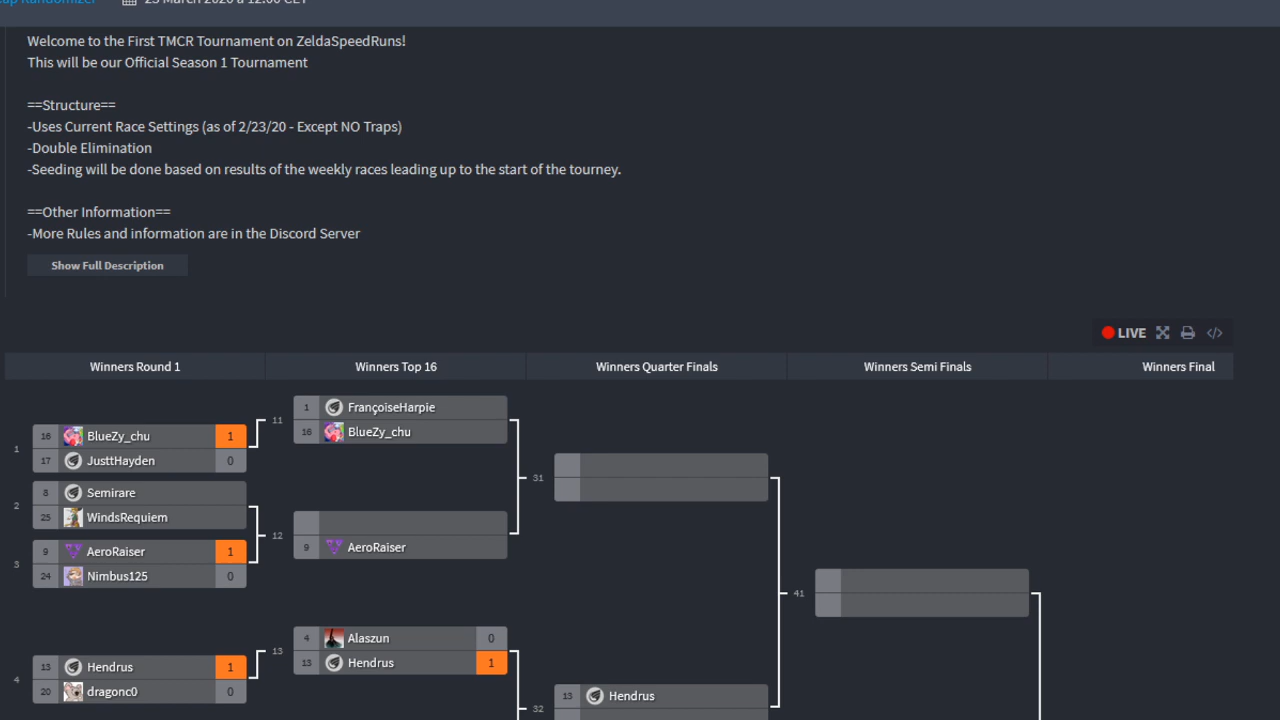 Welcome to the First TMCR Tournament on ZeldaSpeedRuns!
This will be our Official Season 1 Tournament
==Structure==
-Uses Current Race Settings (as of 2/23/20 - Except NO Traps)
-Double Elimination
-Seeding will be done based on results of the weekly races leading up to the start of the tourney.
==Other Information==
-More Rules and information are in the Discord Server
Show Full Description
LIVE
Winners Round 1 Winners Top 16 Winners Quarter Finals Winners Semi Finals Winners Final
1
16 BlueZy_chu 1
17 JusttHayden 0
2
8 Semirare
25 WindsRequiem
3
9 AeroRaiser 1
24 Nimbus125 0
4
13 Hendrus 1
20 dragonc0 0
11
1 FrançoiseHarpie
16 BlueZy_chu
12
9 AeroRaiser
13
4 Alaszun 0
13 Hendrus 1
31
32
13 Hendrus
41